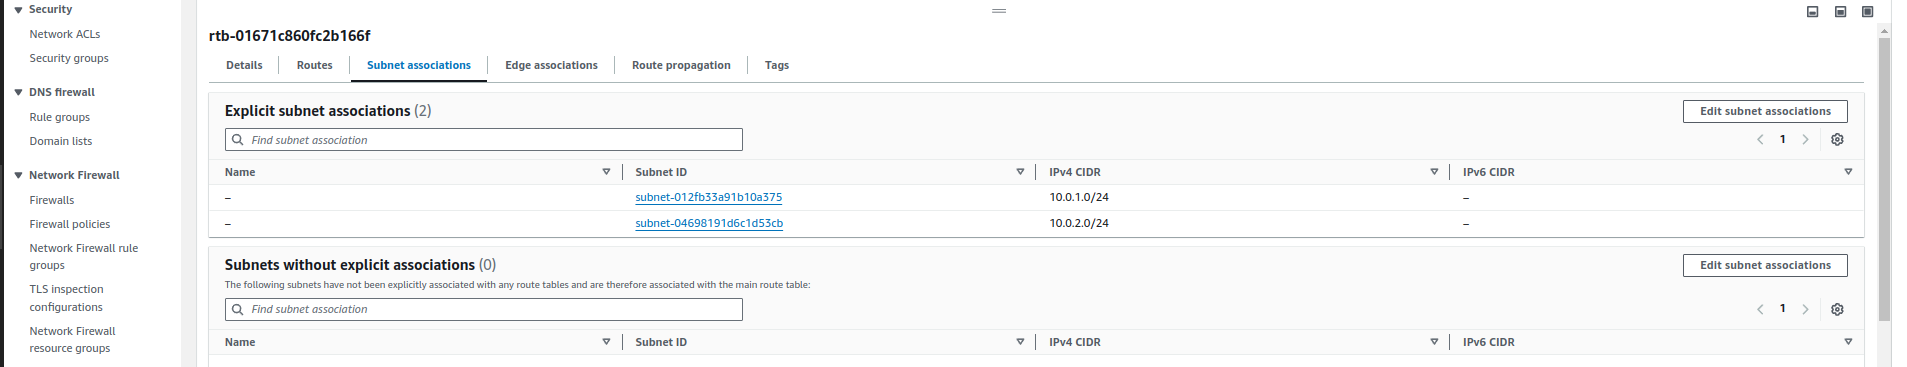 Security
Network ACLs
Security groups
DNS firewall
Rule groups
Domain lists
Network Firewall
Firewalls
Firewall policies
Network Firewall rule
groups
TLS inspection
configurations
Network Firewall
resource groups
rtb-01671c860fc2b166f
Details Routes Subnet associations Edge associations Route propagation Tags
Explicit subnet associations (2) Edit subnet associations
Find subnet association 1
Name Subnet ID IPv4 CIDR IPv6 CIDR
– subnet-012fb33a91b10a375 10.0.1.0/24 –
– subnet-04698191d6c1d53cb 10.0.2.0/24 –
Subnets without explicit associations (0) Edit subnet associations
The following subnets have not been explicitly associated with any route tables and are therefore associated with the main route table:
Find subnet association 1
Name Subnet ID IPv4 CIDR IPv6 CIDR